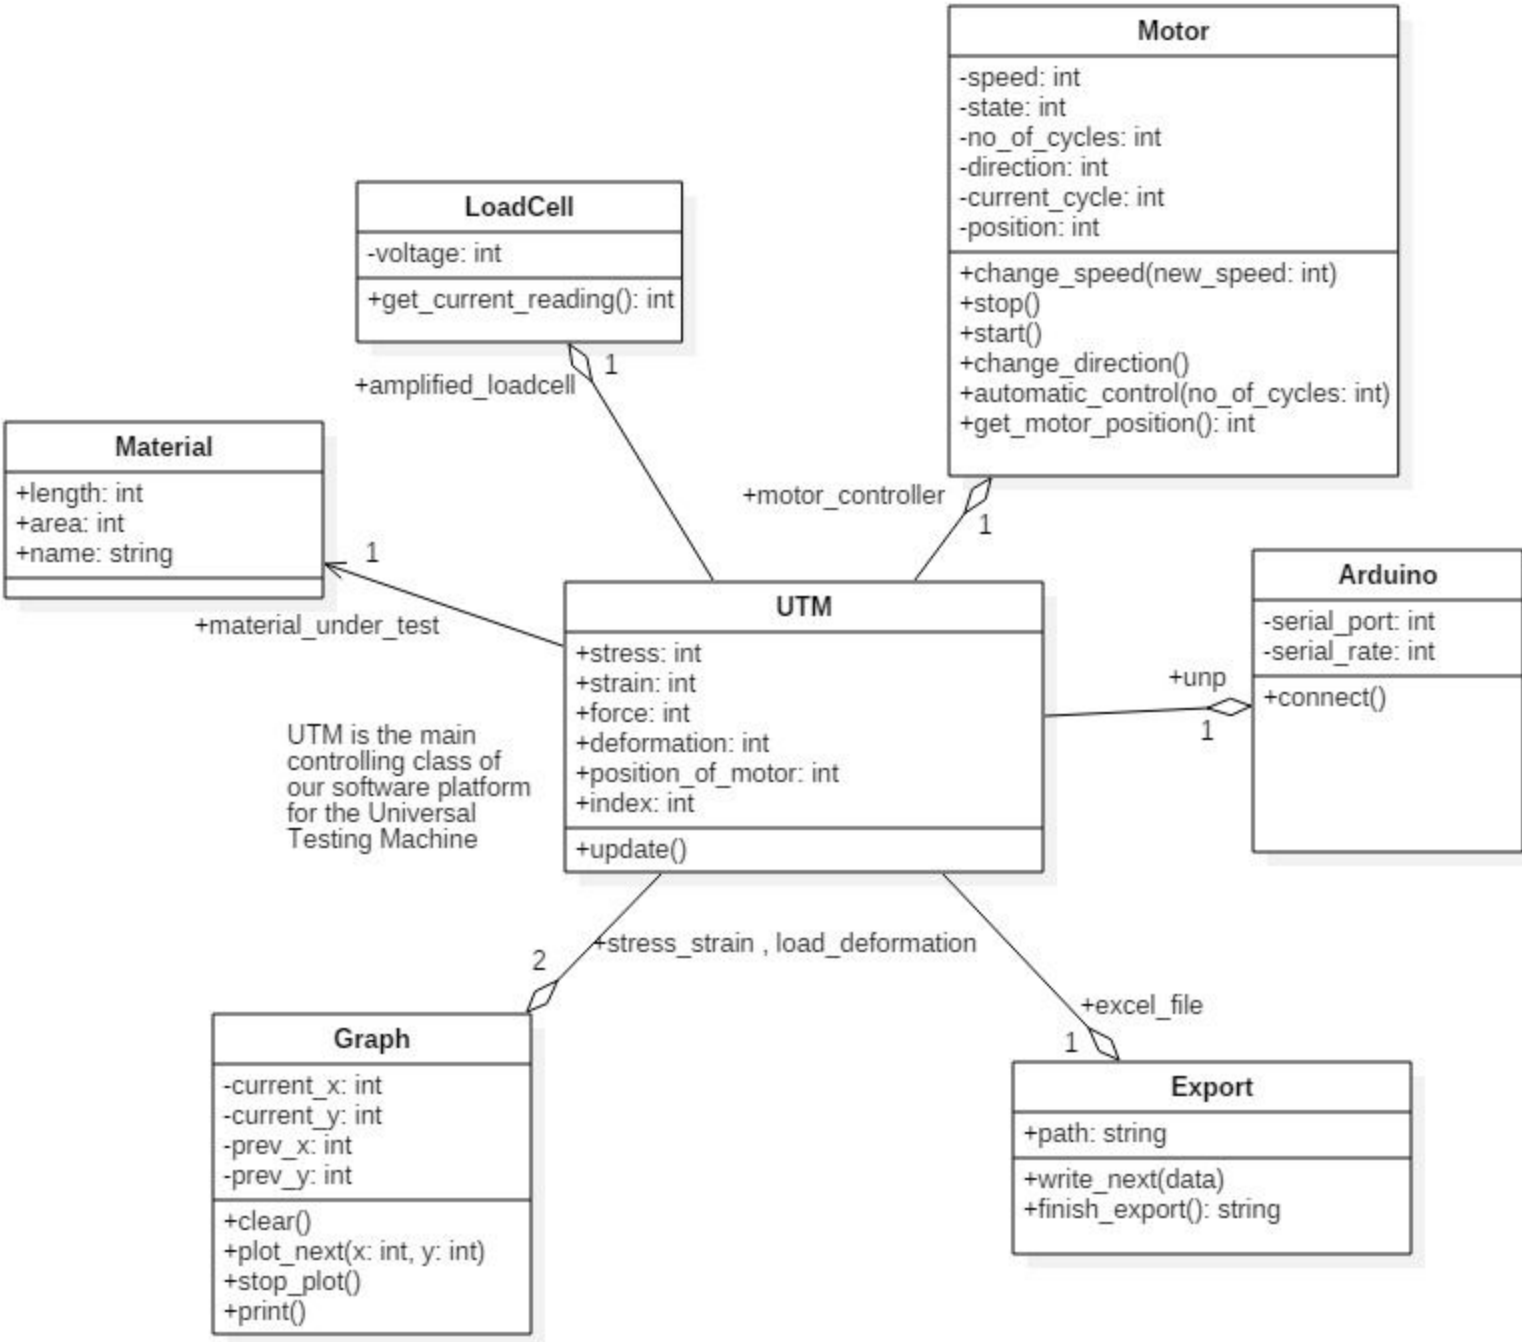 Motor
-speed: int
-state: int
-no_of_cycles: int
-direction: int
-current_cycle: int
-position: int
+change_speed(new_speed: int)
+stop()
+start()
+change_direction()
+automatic_control(no_of_cycles: int)
+get_motor_position(): int
LoadCell
-voltage: int
+get_current_reading(): int
1
+amplified_loadcell
+motor_controller
1
Material
+length: int
+area: int
+name: string
1
+material_under_test
UTM
+stress: int
+strain: int
+force: int
+deformation: int
+position_of_motor: int
+index: int
+update()
Arduino
-serial_port: int
-serial_rate: int
+connect()
+unp
1
UTM is the main
controlling class of
our software platform
for the Universal
Testing Machine
+stress_strain , load_deformation
2
+excel_file
1
Graph
-current_x: int
-current_y: int
-prev_x: int
-prev_y: int
+clear()
+plot_next(x: int, y: int)
+stop_plot()
+print()
Export
+path: string
+write_next(data)
+finish_export(): string